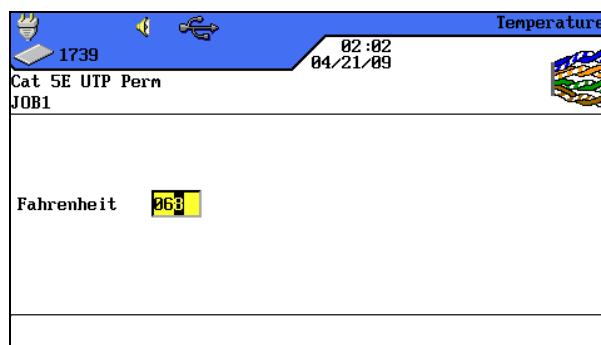 Temperature
1739
02:02
04/21/09
Cat 5E UTP Perm
JOB1
Fahrenheit 068